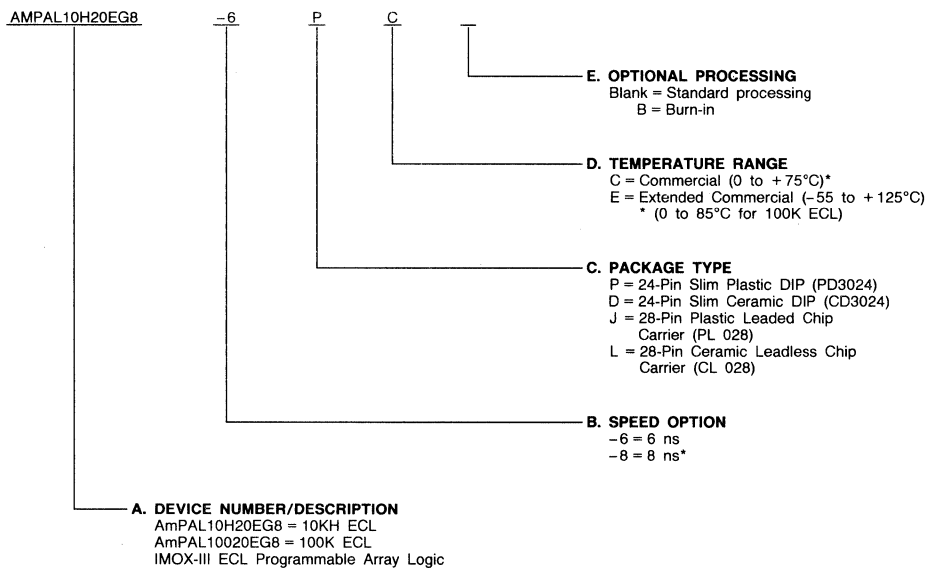 AMPAL10H20EG8 -6 P C _
E. OPTIONAL PROCESSING
Blank = Standard processing
B = Burn-in
D. TEMPERATURE RANGE
C = Commercial (0 to +75°C)*
E = Extended Commercial (-55 to +125°C)
* (0 to 85°C for 100K ECL)
C. PACKAGE TYPE
P = 24-Pin Slim Plastic DIP (PD3024)
D = 24-Pin Slim Ceramic DIP (CD3024)
J = 28-Pin Plastic Leaded Chip
Carrier (PL 028)
L = 28-Pin Ceramic Leadless Chip
Carrier (CL 028)
B. SPEED OPTION
-6 = 6 ns
-8 = 8 ns*
A. DEVICE NUMBER/DESCRIPTION
AmPAL10H20EG8 = 10KH ECL
AmPAL10020EG8 = 100K ECL
IMOX-III ECL Programmable Array Logic